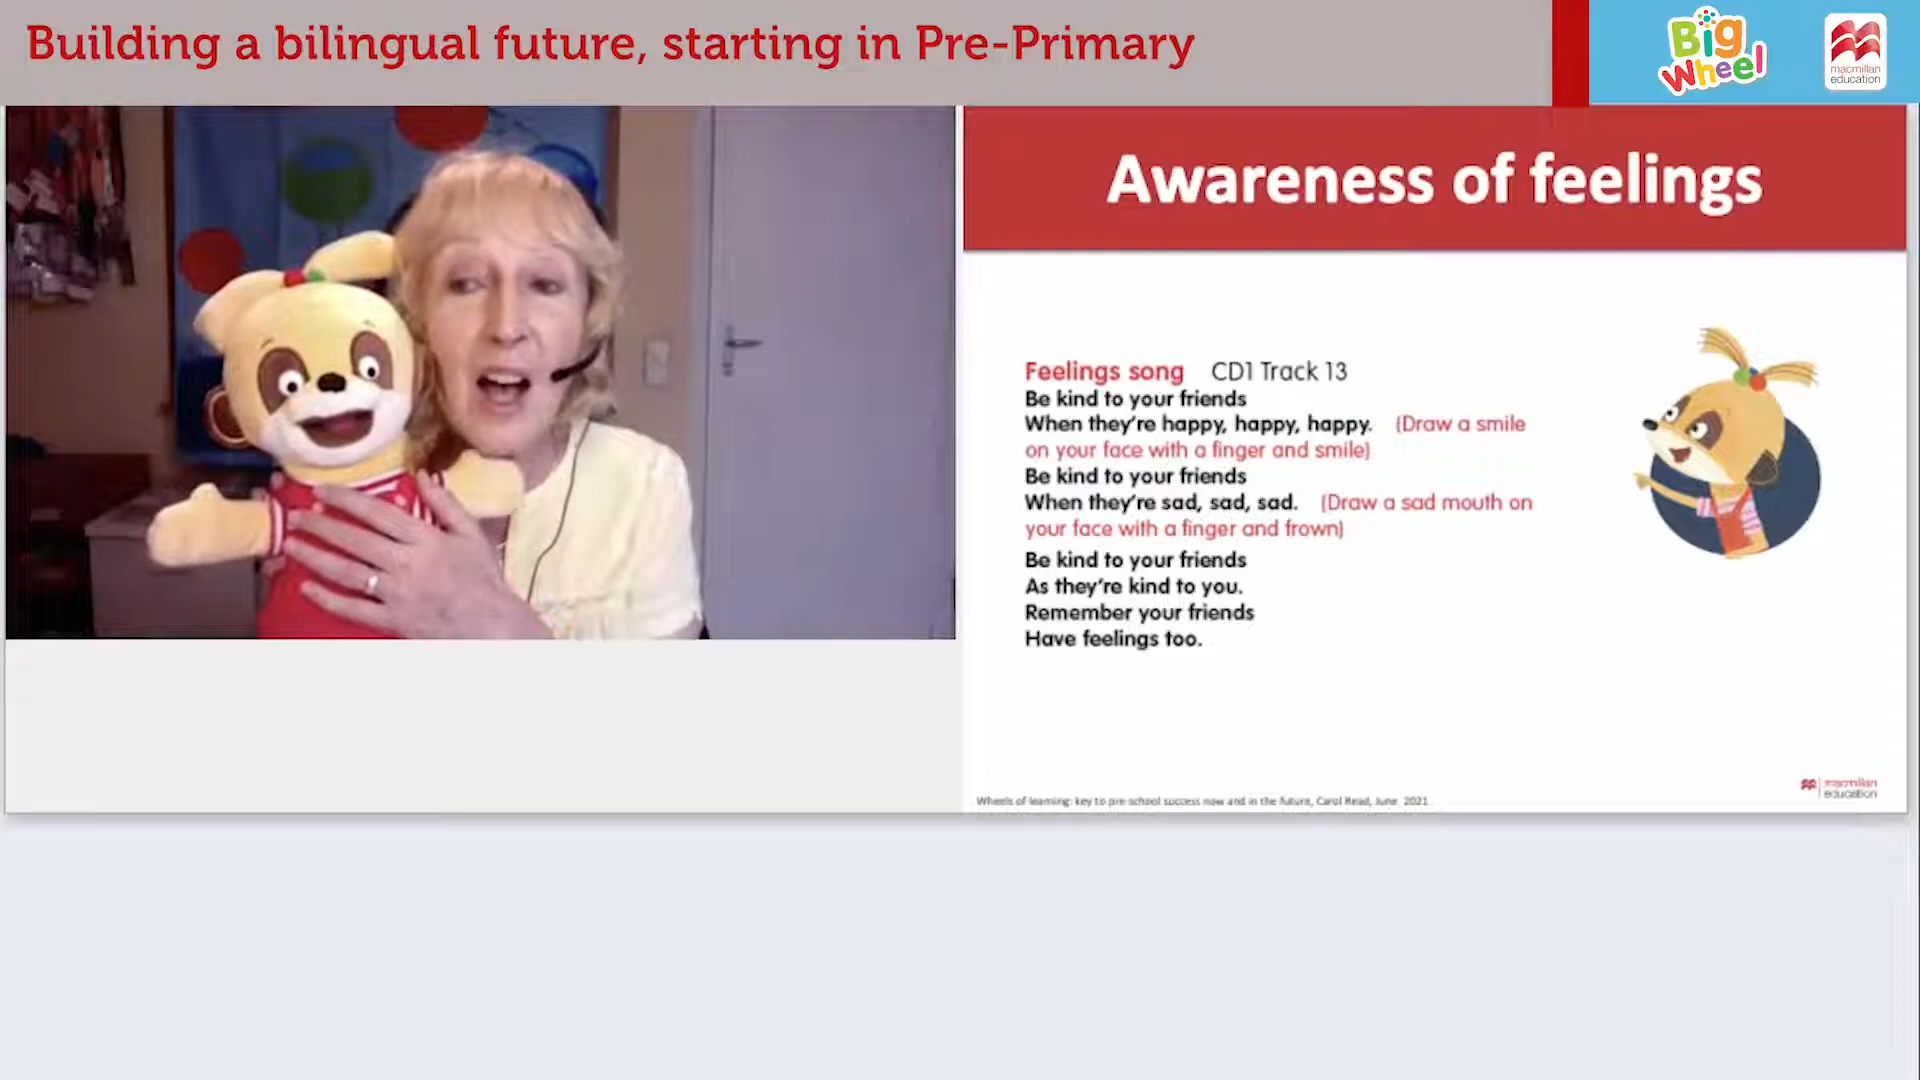 Building a bilingual future, starting in Pre-Primary
Big
Wheel
macmillan
education
Awareness of feelings
Feelings song CD1 Track 13
Be kind to your friends
When they're happy, happy, happy. (Draw a smile
on your face with a finger and smile)
Be kind to your friends
When they're sad, sad, sad. (Draw a sad mouth on
your face with a finger and frown)
Be kind to your friends
As they're kind to you.
Remember your friends
Have feelings too.
macmillan
education
Wheels of learning: key to pre-school success now and in the future, Carol Read, June 2021